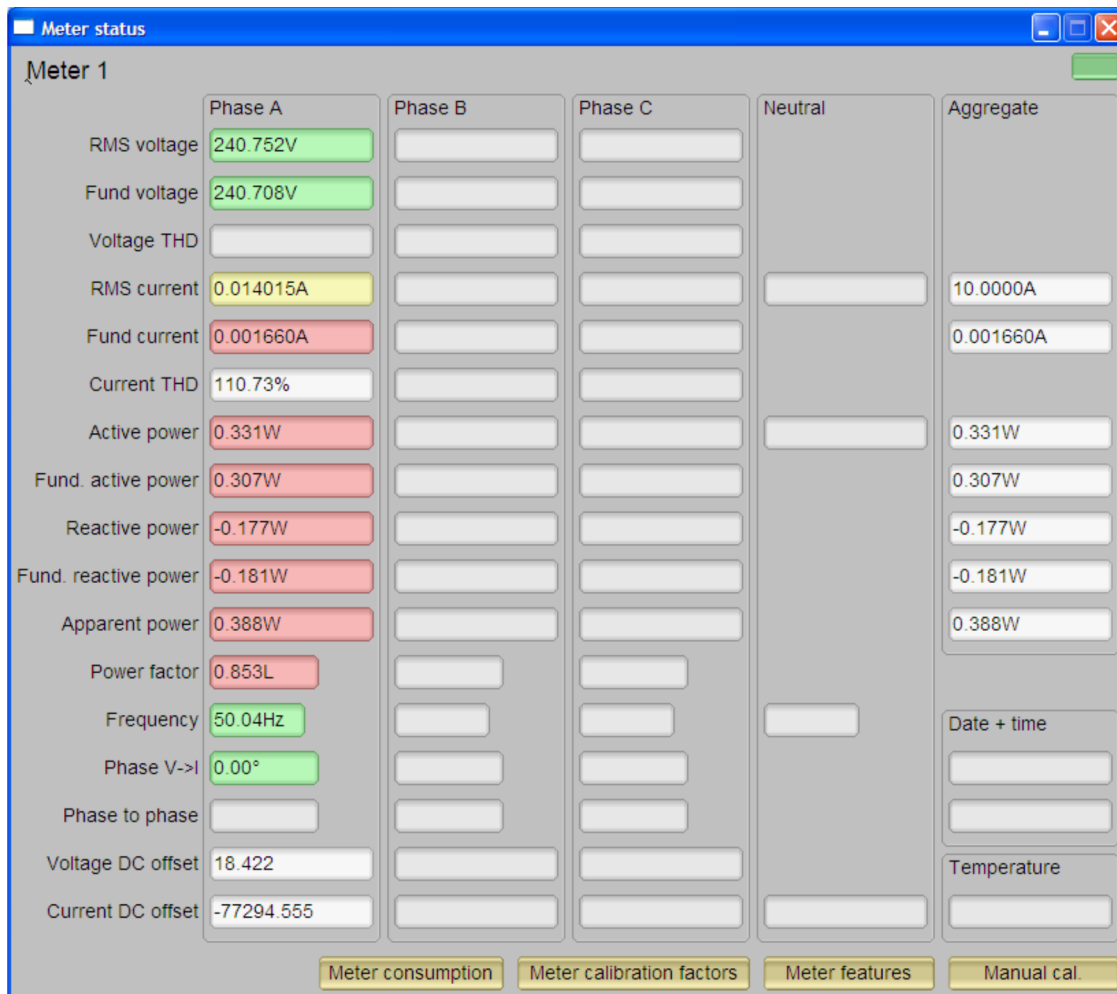 Meter status
Meter 1
Phase A Phase B Phase C Neutral Aggregate
RMS voltage 240.752V
Fund voltage 240.708V
Voltage THD
RMS current 0.014015A 10.0000A
Fund current 0.001660A 0.001660A
Current THD 110.73%
Active power 0.331W 0.331W
Fund. active power 0.307W 0.307W
Reactive power -0.177W -0.177W
Fund. reactive power -0.181W -0.181W
Apparent power 0.388W 0.388W
Power factor 0.853L
Frequency 50.04Hz Date + time
Phase V->I 0.00°
Phase to phase
Voltage DC offset 18.422 Temperature
Current DC offset -77294.555
Meter consumption Meter calibration factors Meter features Manual cal.